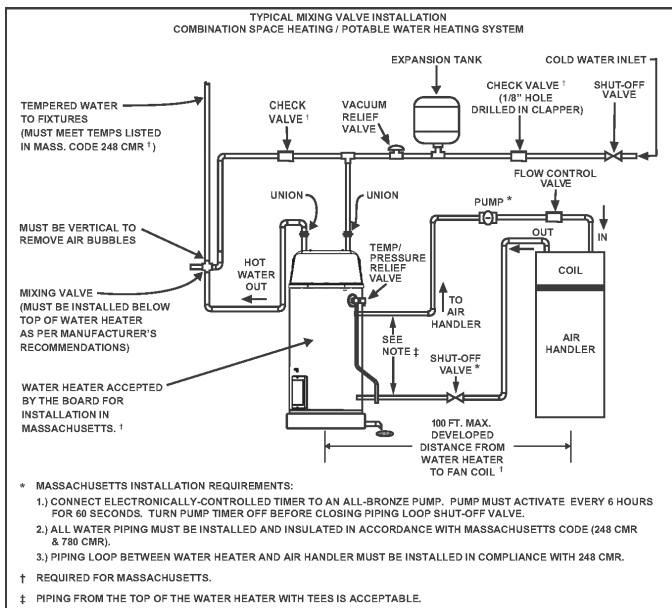 TYPICAL MIXING VALVE INSTALLATION
COMBINATION SPACE HEATING / POTABLE WATER HEATING SYSTEM
EXPANSION TANK
COLD WATER INLET
TEMPERED WATER
TO FIXTURES
(MUST MEET TEMPS LISTED
IN MASS. CODE 248 CMR †)
CHECK
VALVE †
VACUUM
RELIEF
VALVE
CHECK VALVE †
(1/8" HOLE
DRILLED IN CLAPPER)
SHUT-OFF
VALVE
FLOW CONTROL
VALVE
UNION
UNION
PUMP *
OUT
IN
MUST BE VERTICAL TO
REMOVE AIR BUBBLES
HOT
WATER
OUT
TEMP/
PRESSURE
RELIEF
VALVE
COIL
MIXING VALVE
(MUST BE INSTALLED BELOW
TOP OF WATER HEATER
AS PER MANUFACTURER'S
RECOMMENDATIONS)
TO
AIR
HANDLER
AIR
HANDLER
SEE
NOTE ‡
SHUT-OFF
VALVE *
WATER HEATER ACCEPTED
BY THE BOARD FOR
INSTALLATION IN
MASSACHUSETTS. †
100 FT. MAX.
DEVELOPED
DISTANCE FROM
WATER HEATER
TO FAN COIL †
* MASSACHUSETTS INSTALLATION REQUIREMENTS:
1.) CONNECT ELECTRONICALLY-CONTROLLED TIMER TO AN ALL-BRONZE PUMP. PUMP MUST ACTIVATE EVERY 6 HOURS
FOR 60 SECONDS. TURN PUMP TIMER OFF BEFORE CLOSING PIPING LOOP SHUT-OFF VALVE.
2.) ALL WATER PIPING MUST BE INSTALLED AND INSULATED IN ACCORDANCE WITH MASSACHUSETTS CODE (248 CMR
& 780 CMR).
3.) PIPING LOOP BETWEEN WATER HEATER AND AIR HANDLER MUST BE INSTALLED IN COMPLIANCE WITH 248 CMR.
† REQUIRED FOR MASSACHUSETTS.
‡ PIPING FROM THE TOP OF THE WATER HEATER WITH TEES IS ACCEPTABLE.